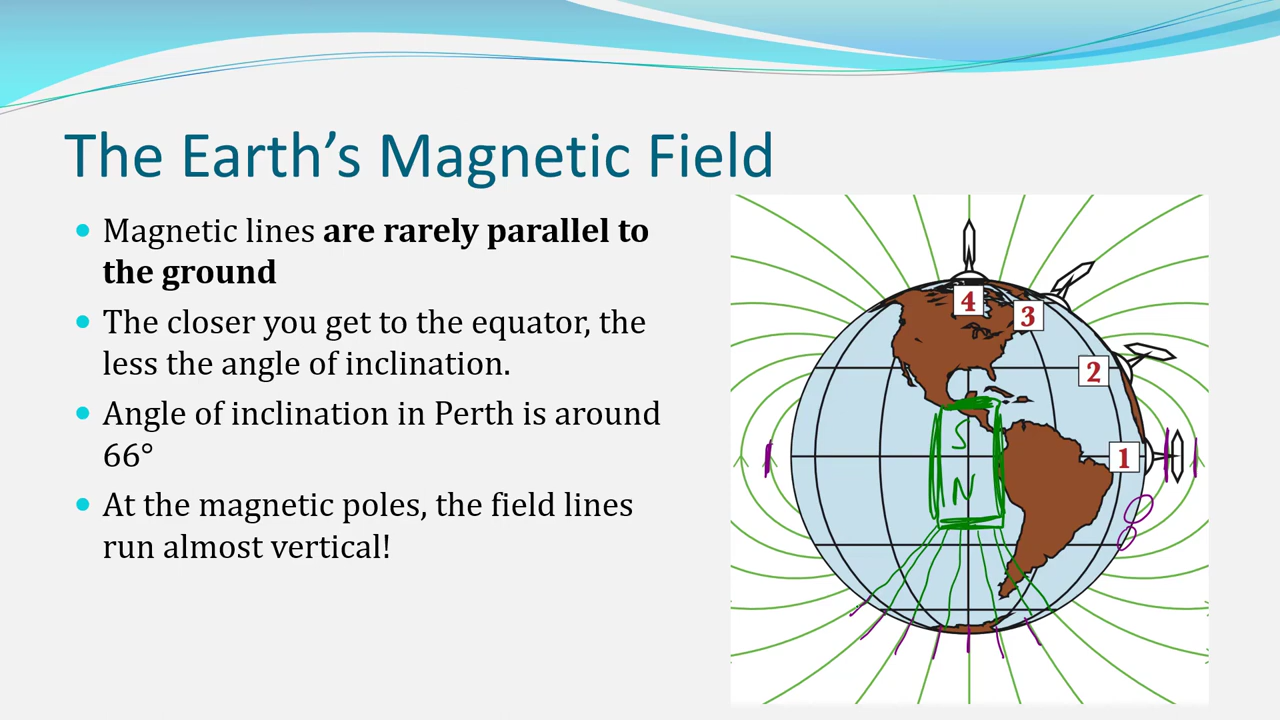 The Earth's Magnetic Field
Magnetic lines are rarely parallel to
the ground
The closer you get to the equator, the
less the angle of inclination.
Angle of inclination in Perth is around
66°
At the magnetic poles, the field lines
run almost vertical!
4
3
2
1
S
N